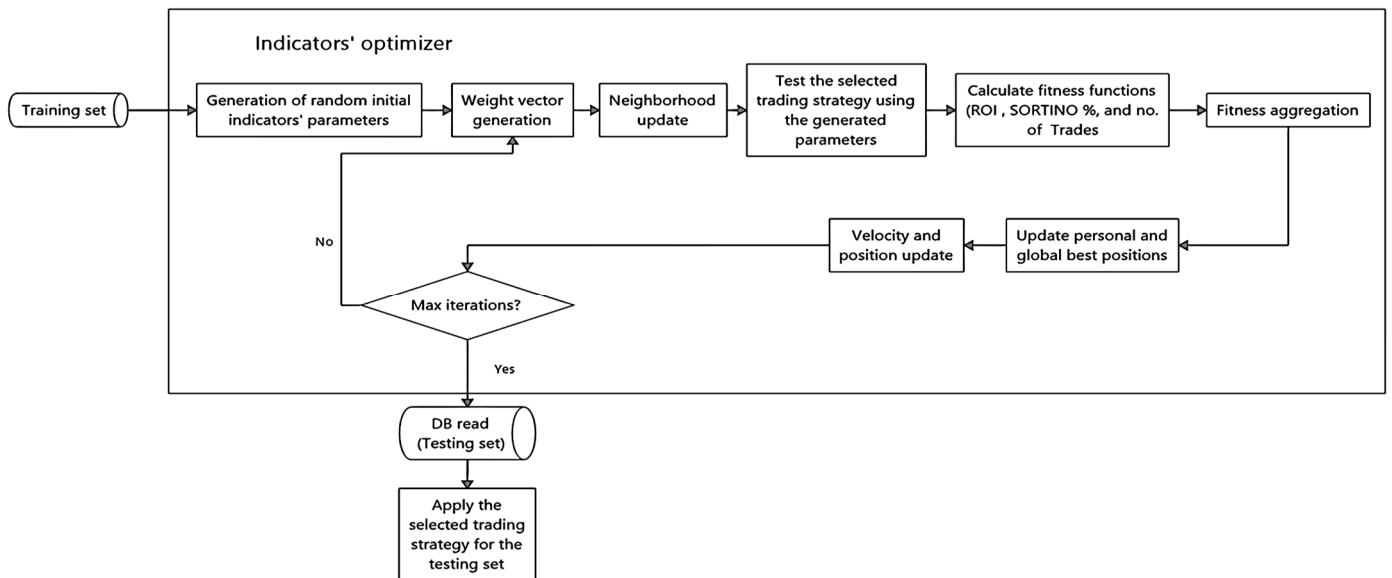 Indicators' optimizer
Training set
Generation of random initial
indicators' parameters
Weight vector
generation
Neighborhood
update
Test the selected
trading strategy using
the generated
parameters
Calculate fitness functions
(ROI , SORTINO %, and no.
of Trades
Fitness aggregation
Update personal and
global best positions
Velocity and
position update
Max iterations?
No
Yes
DB read
(Testing set)
Apply the
selected trading
strategy for the
testing set